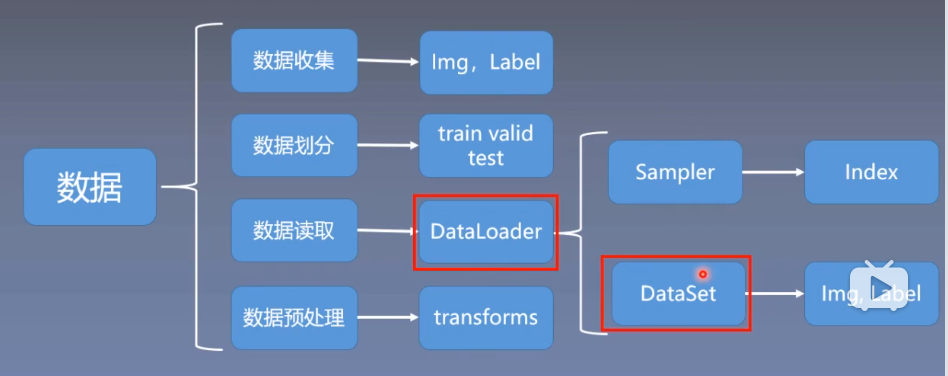 数据
数据收集
Img，Label
数据划分
train valid
test
数据读取
DataLoader
数据预处理
transforms
Sampler
Index
DataSet
Img, Label